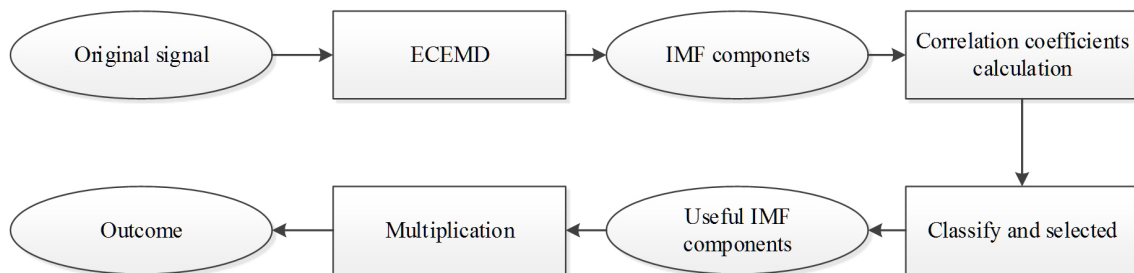 Original signal
ECEMD
IMF componets
Correlation coefficients
calculation
Classify and selected
Useful IMF
components
Multiplication
Outcome